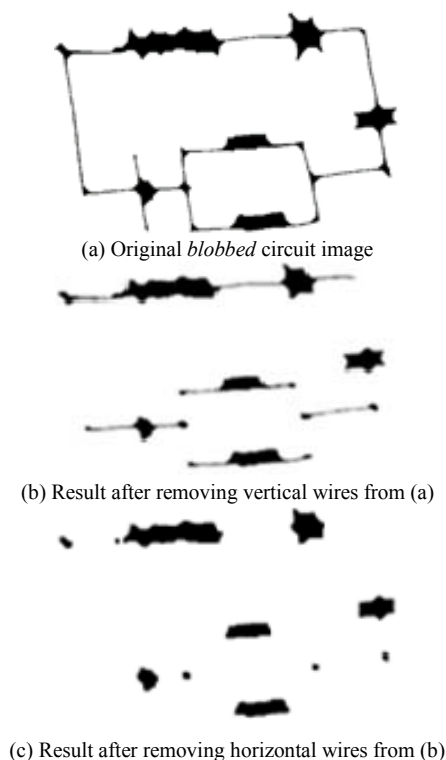 (a) Original blobbed circuit image
(b) Result after removing vertical wires from (a)
(c) Result after removing horizontal wires from (b)